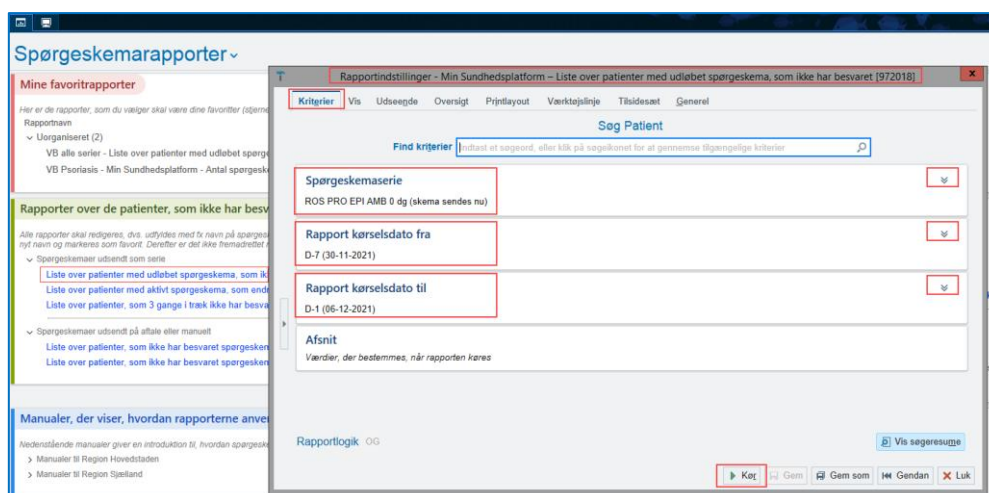 Spørgeskemarapporter
Mine favoritrapporter
Her er de rapporter, som du vælger skal være dine favoritter (stjerne
Rapportnavn
Uorganiseret (2)
VB alle serier - Liste over patienter med udløbet spørge
VB Psoriasis - Min Sundhedsplatform - Antal spørgesk
Rapporter over de patienter, som ikke har besv
Alle rapporter skal redigeres, dvs. udfyldes med fx navn på spørges
nyt navn og markeres som favorit. Derefter er det ikke fremadrettet
Spørgeskemaer udsendt som serie
Liste over patienter med udløbet spørgeskema, som ik
Liste over patienter med aktivt spørgeskema, som end
Liste over patienter, som 3 gange i træk ikke har besva
Spørgeskemaer udsendt på aftale eller manuelt
Liste over patienter, som ikke har besvaret spørgesken
Liste over patienter, som ikke har besvaret spørgesken
Manualer, der viser, hvordan rapporterne anve
Nedenstående manualer giver en introduktion til, hvordan spørgesk
Manualer til Region Hovedstaden
Manualer til Region Sjælland
Rapportindstillinger - Min Sundhedsplatform – Liste over patienter med udløbet spørgeskema, som ikke har besvaret [972018]
Kriterier Vis Udseende Oversigt Printlayout Værktøjslinje Tilsidesæt Generel
Søg Patient
Find kriterier Indtast et søgeord, eller klik på søgeikonet for at gennemse tilgængelige kriterier
Spørgeskemaserie
ROS PRO EPI AMB 0 dg (skema sendes nu)
Rapport kørselsdato fra
D-7 (30-11-2021)
Rapport kørselsdato til
D-1 (06-12-2021)
Afsnit
Værdier, der bestemmes, når rapporten køres
Rapportlogik OG
Vis søgeresume
Kør Gem Gem som Gendan Luk